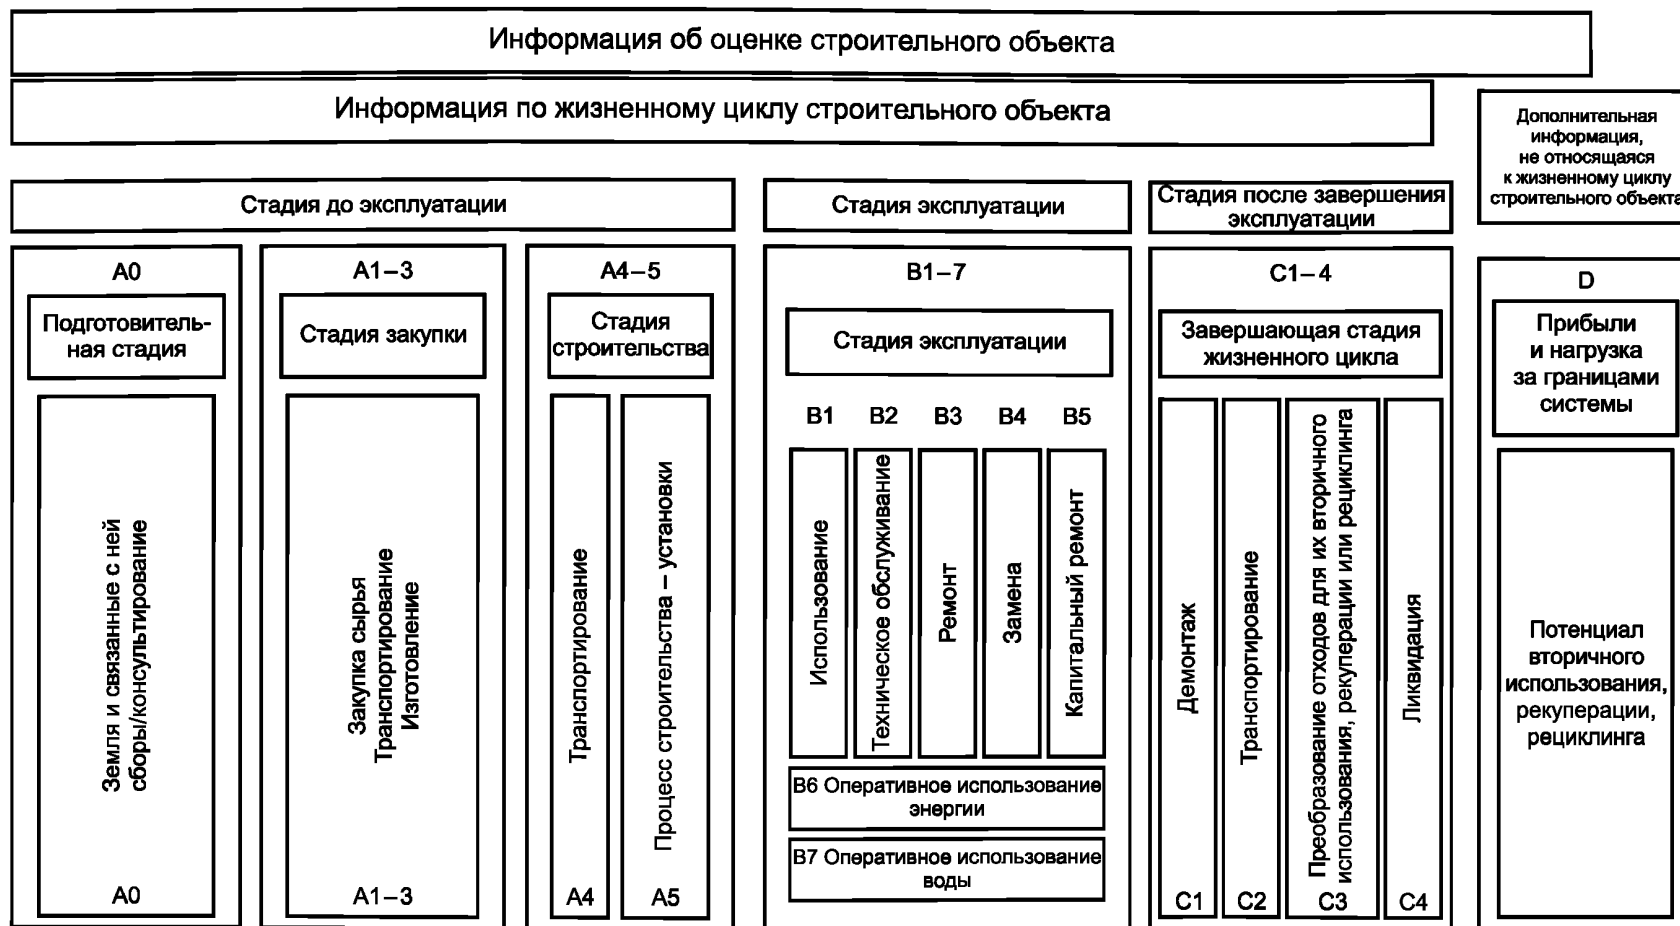 Информация об оценке строительного объекта
Информация по жизненному циклу строительного объекта
Дополнительная
информация,
не относящаяся
к жизненному циклу
строительного объекта
Стадия до эксплуатации
Стадия эксплуатации
Стадия после завершения
эксплуатации
A0
Подготовитель-
ная стадия
Земля и связанные с ней
сборы/консультирование
A0
A1–3
Стадия закупки
Закупка сырья
Транспортирование
Изготовление
A1–3
A4–5
Стадия
строительства
Транспортирование
A4
Процесс строительства – установки
A5
B1–7
Стадия эксплуатации
B1
B2
B3
B4
B5
Использование
Техническое обслуживание
Ремонт
Замена
Капитальный ремонт
B6 Оперативное использование
энергии
B7 Оперативное использование
воды
C1–4
Завершающая стадия
жизненного цикла
Демонтаж
C1
Транспортирование
C2
Преобразование отходов для их вторичного
использования, рекуперации или рециклинга
C3
Ликвидация
C4
D
Прибыли
и нагрузка
за границами
системы
Потенциал
вторичного
использования,
рекуперации,
рециклинга